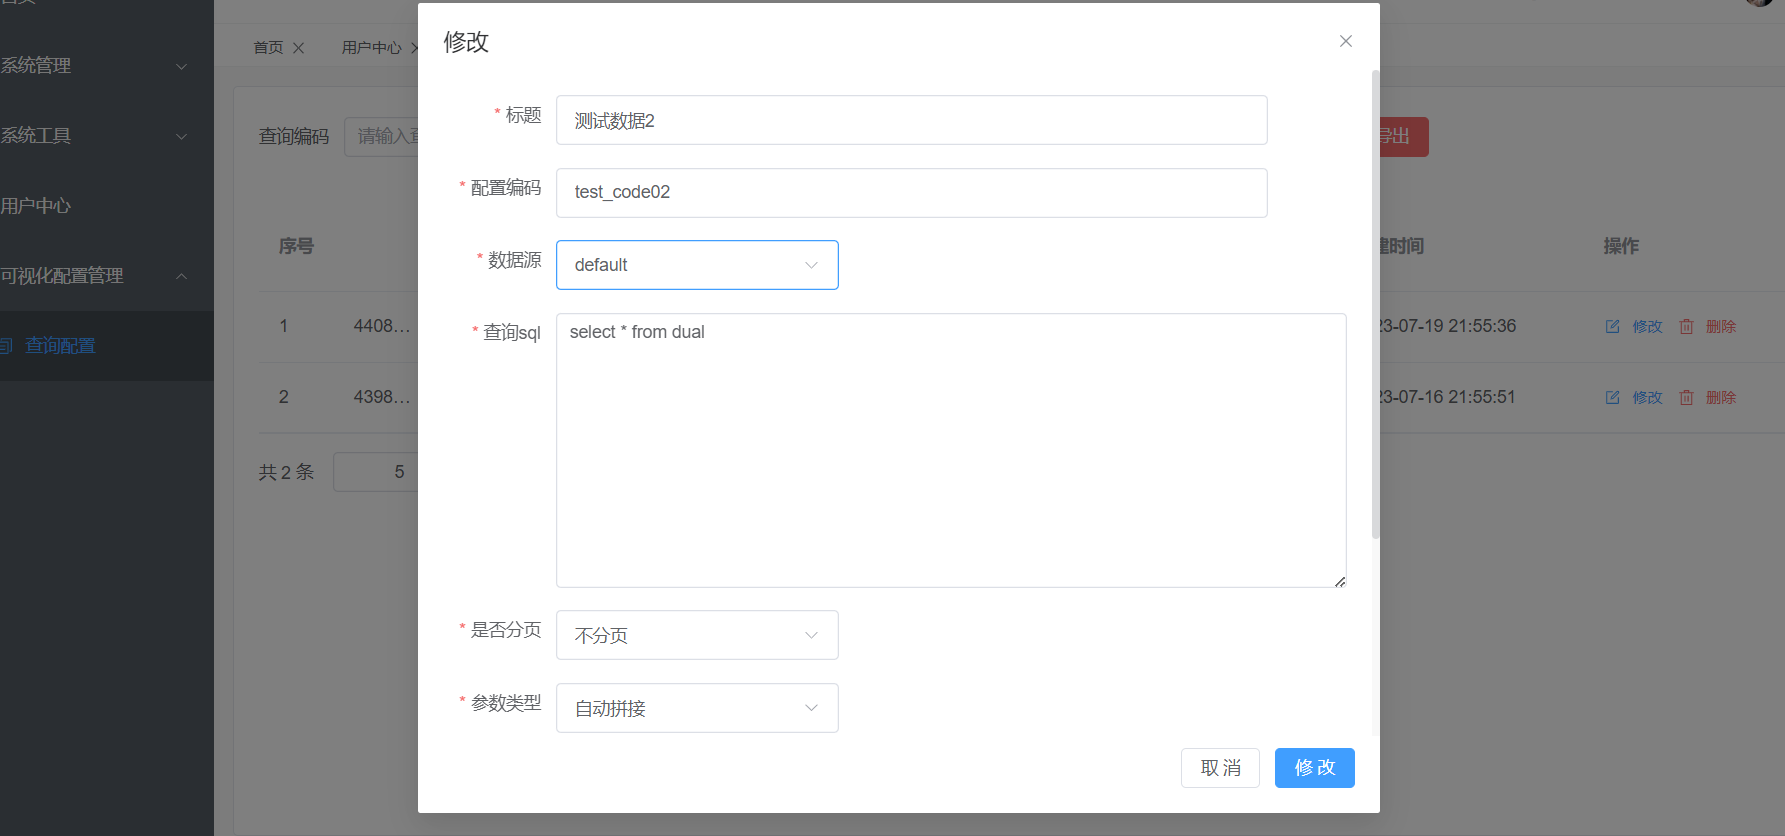 首页
系统管理
系统工具
用户中心
可视化配置管理
查询配置
首页
用户中心
查询编码
请输入查
导出
序号
建时间
操作
1
4408...
23-07-19 21:55:36
修改
删除
2
4398...
23-07-16 21:55:51
修改
删除
共 2 条
5
修改
* 标题
测试数据2
* 配置编码
test_code02
* 数据源
default
* 查询sql
select * from dual
* 是否分页
不分页
* 参数类型
自动拼接
取 消
修 改